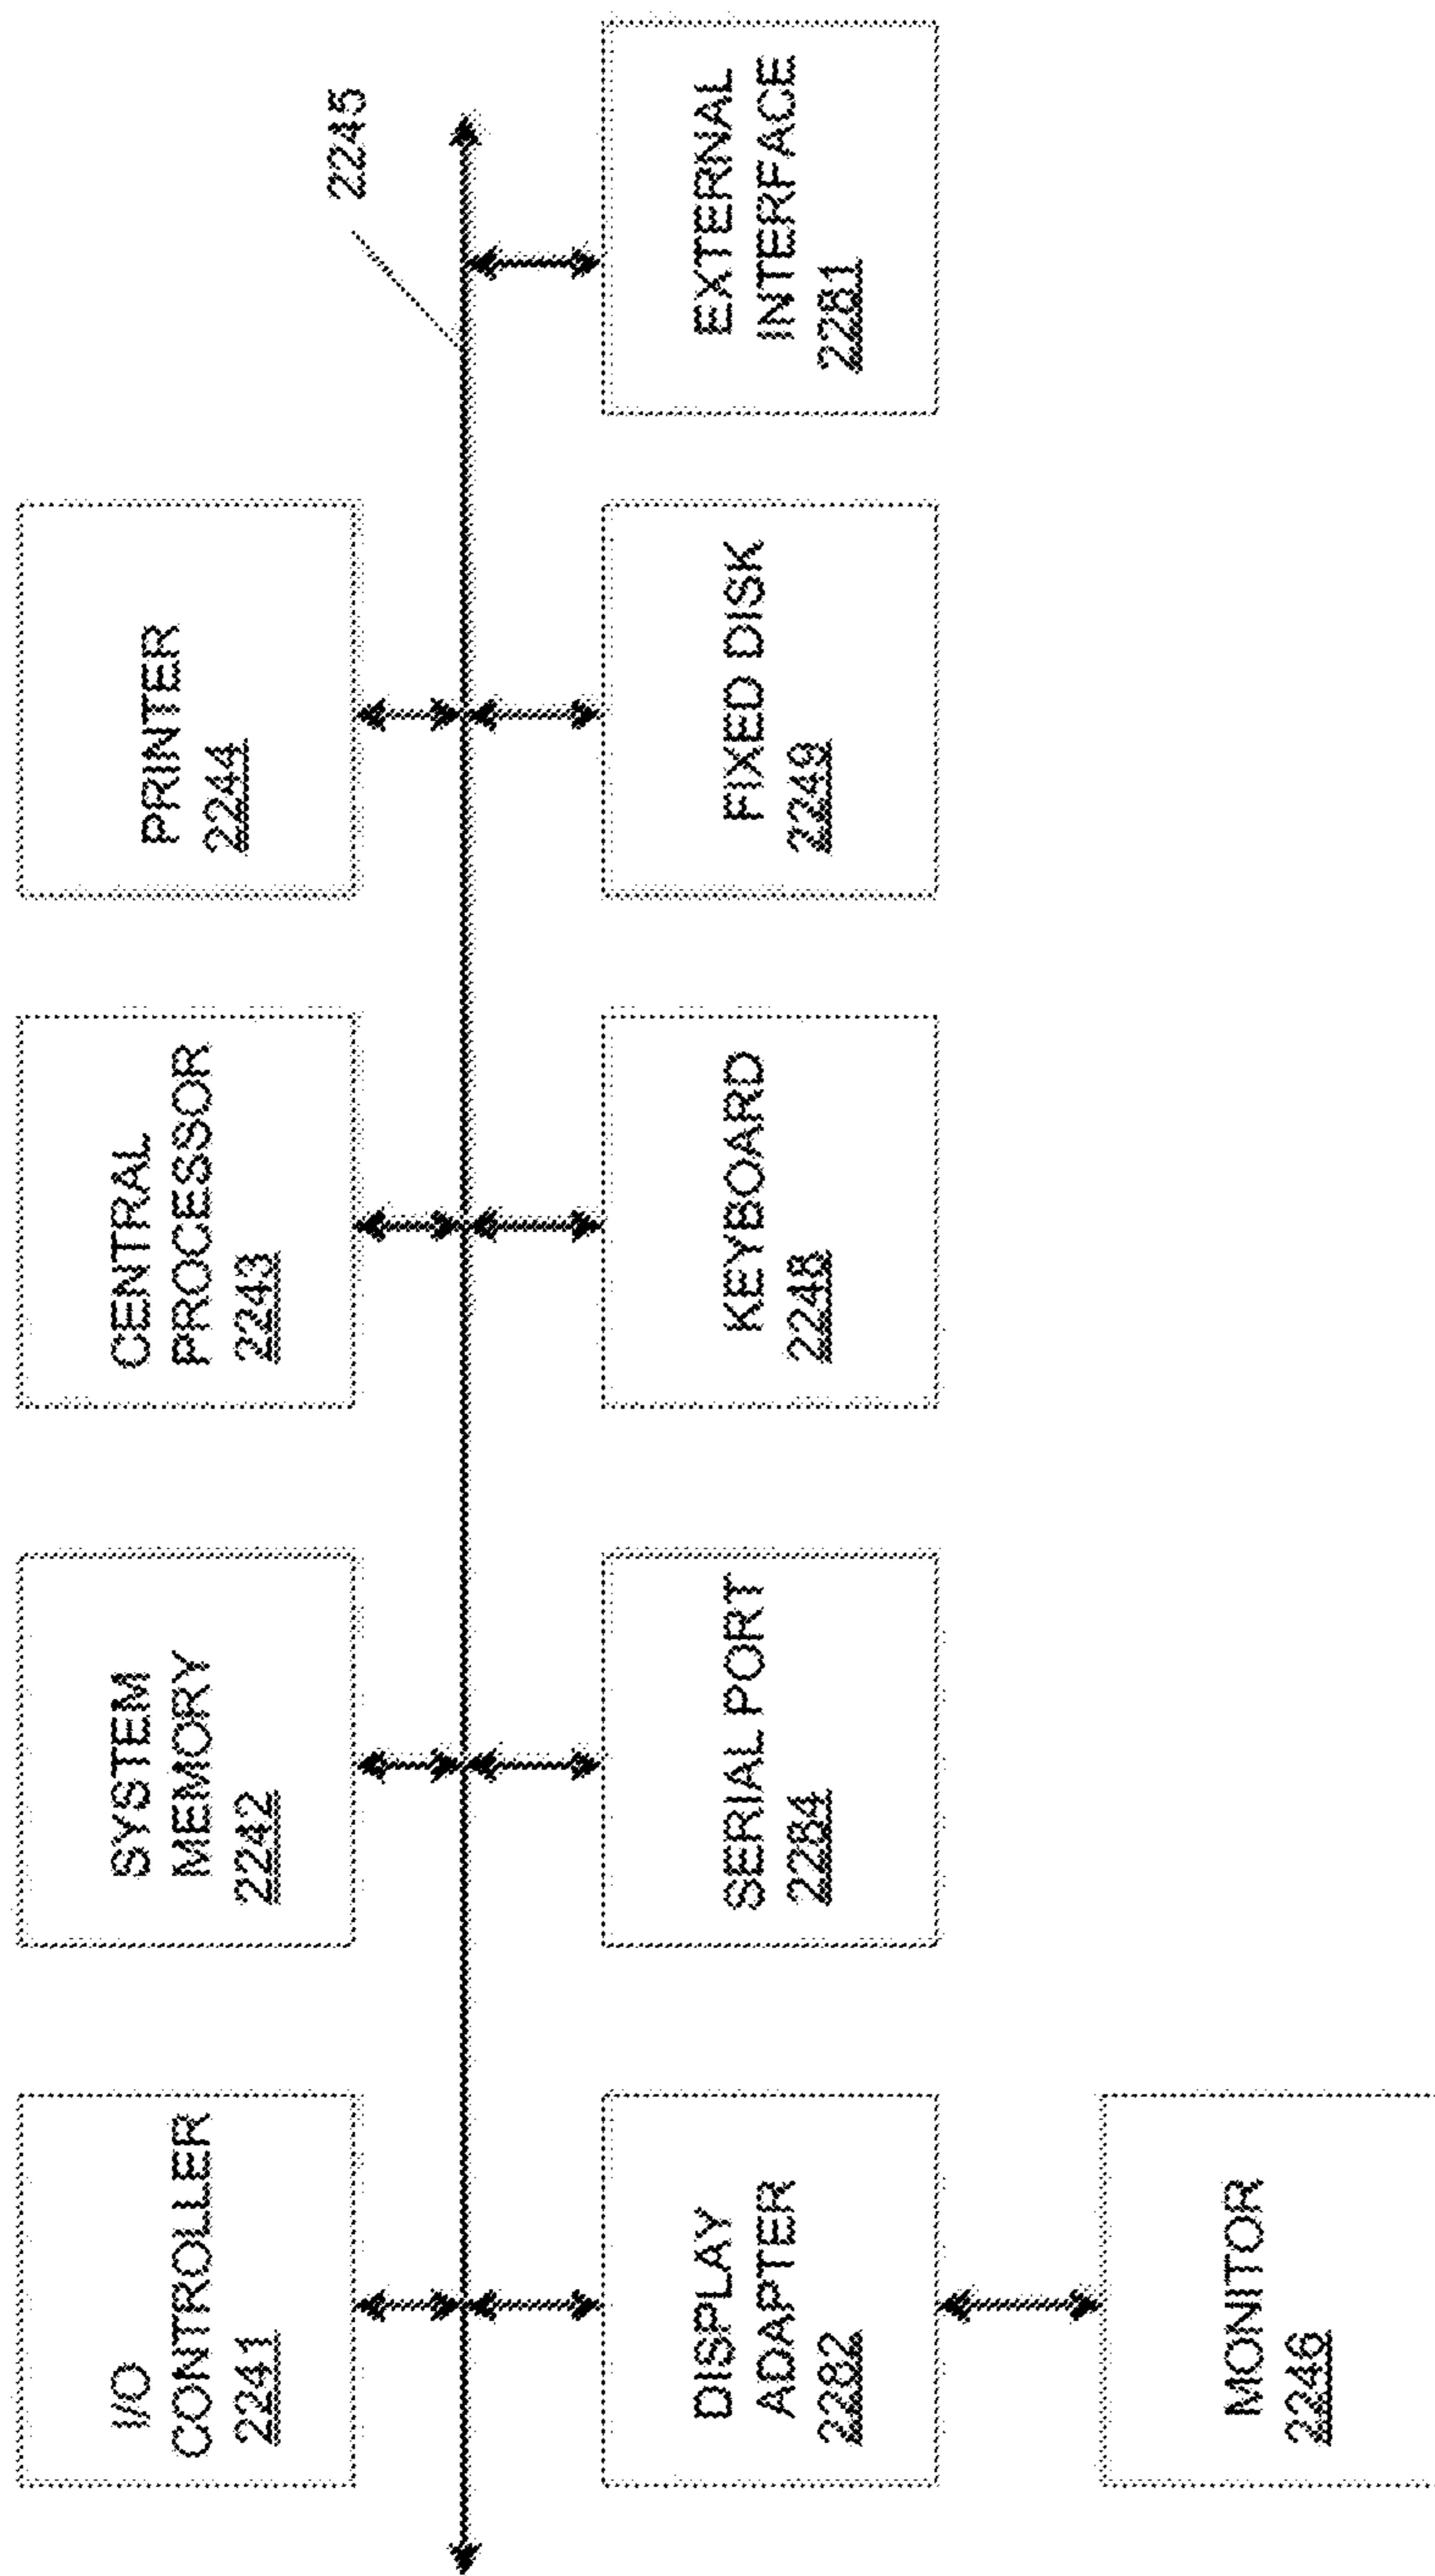 I/O
CONTROLLER
2241
SYSTEM
MEMORY
2242
CENTRAL
PROCESSOR
2243
PRINTER
2244
2245
DISPLAY
ADAPTER
2282
SERIAL PORT
2284
KEYBOARD
2248
FIXED DISK
2249
EXTERNAL
INTERFACE
2281
MONITOR
2246